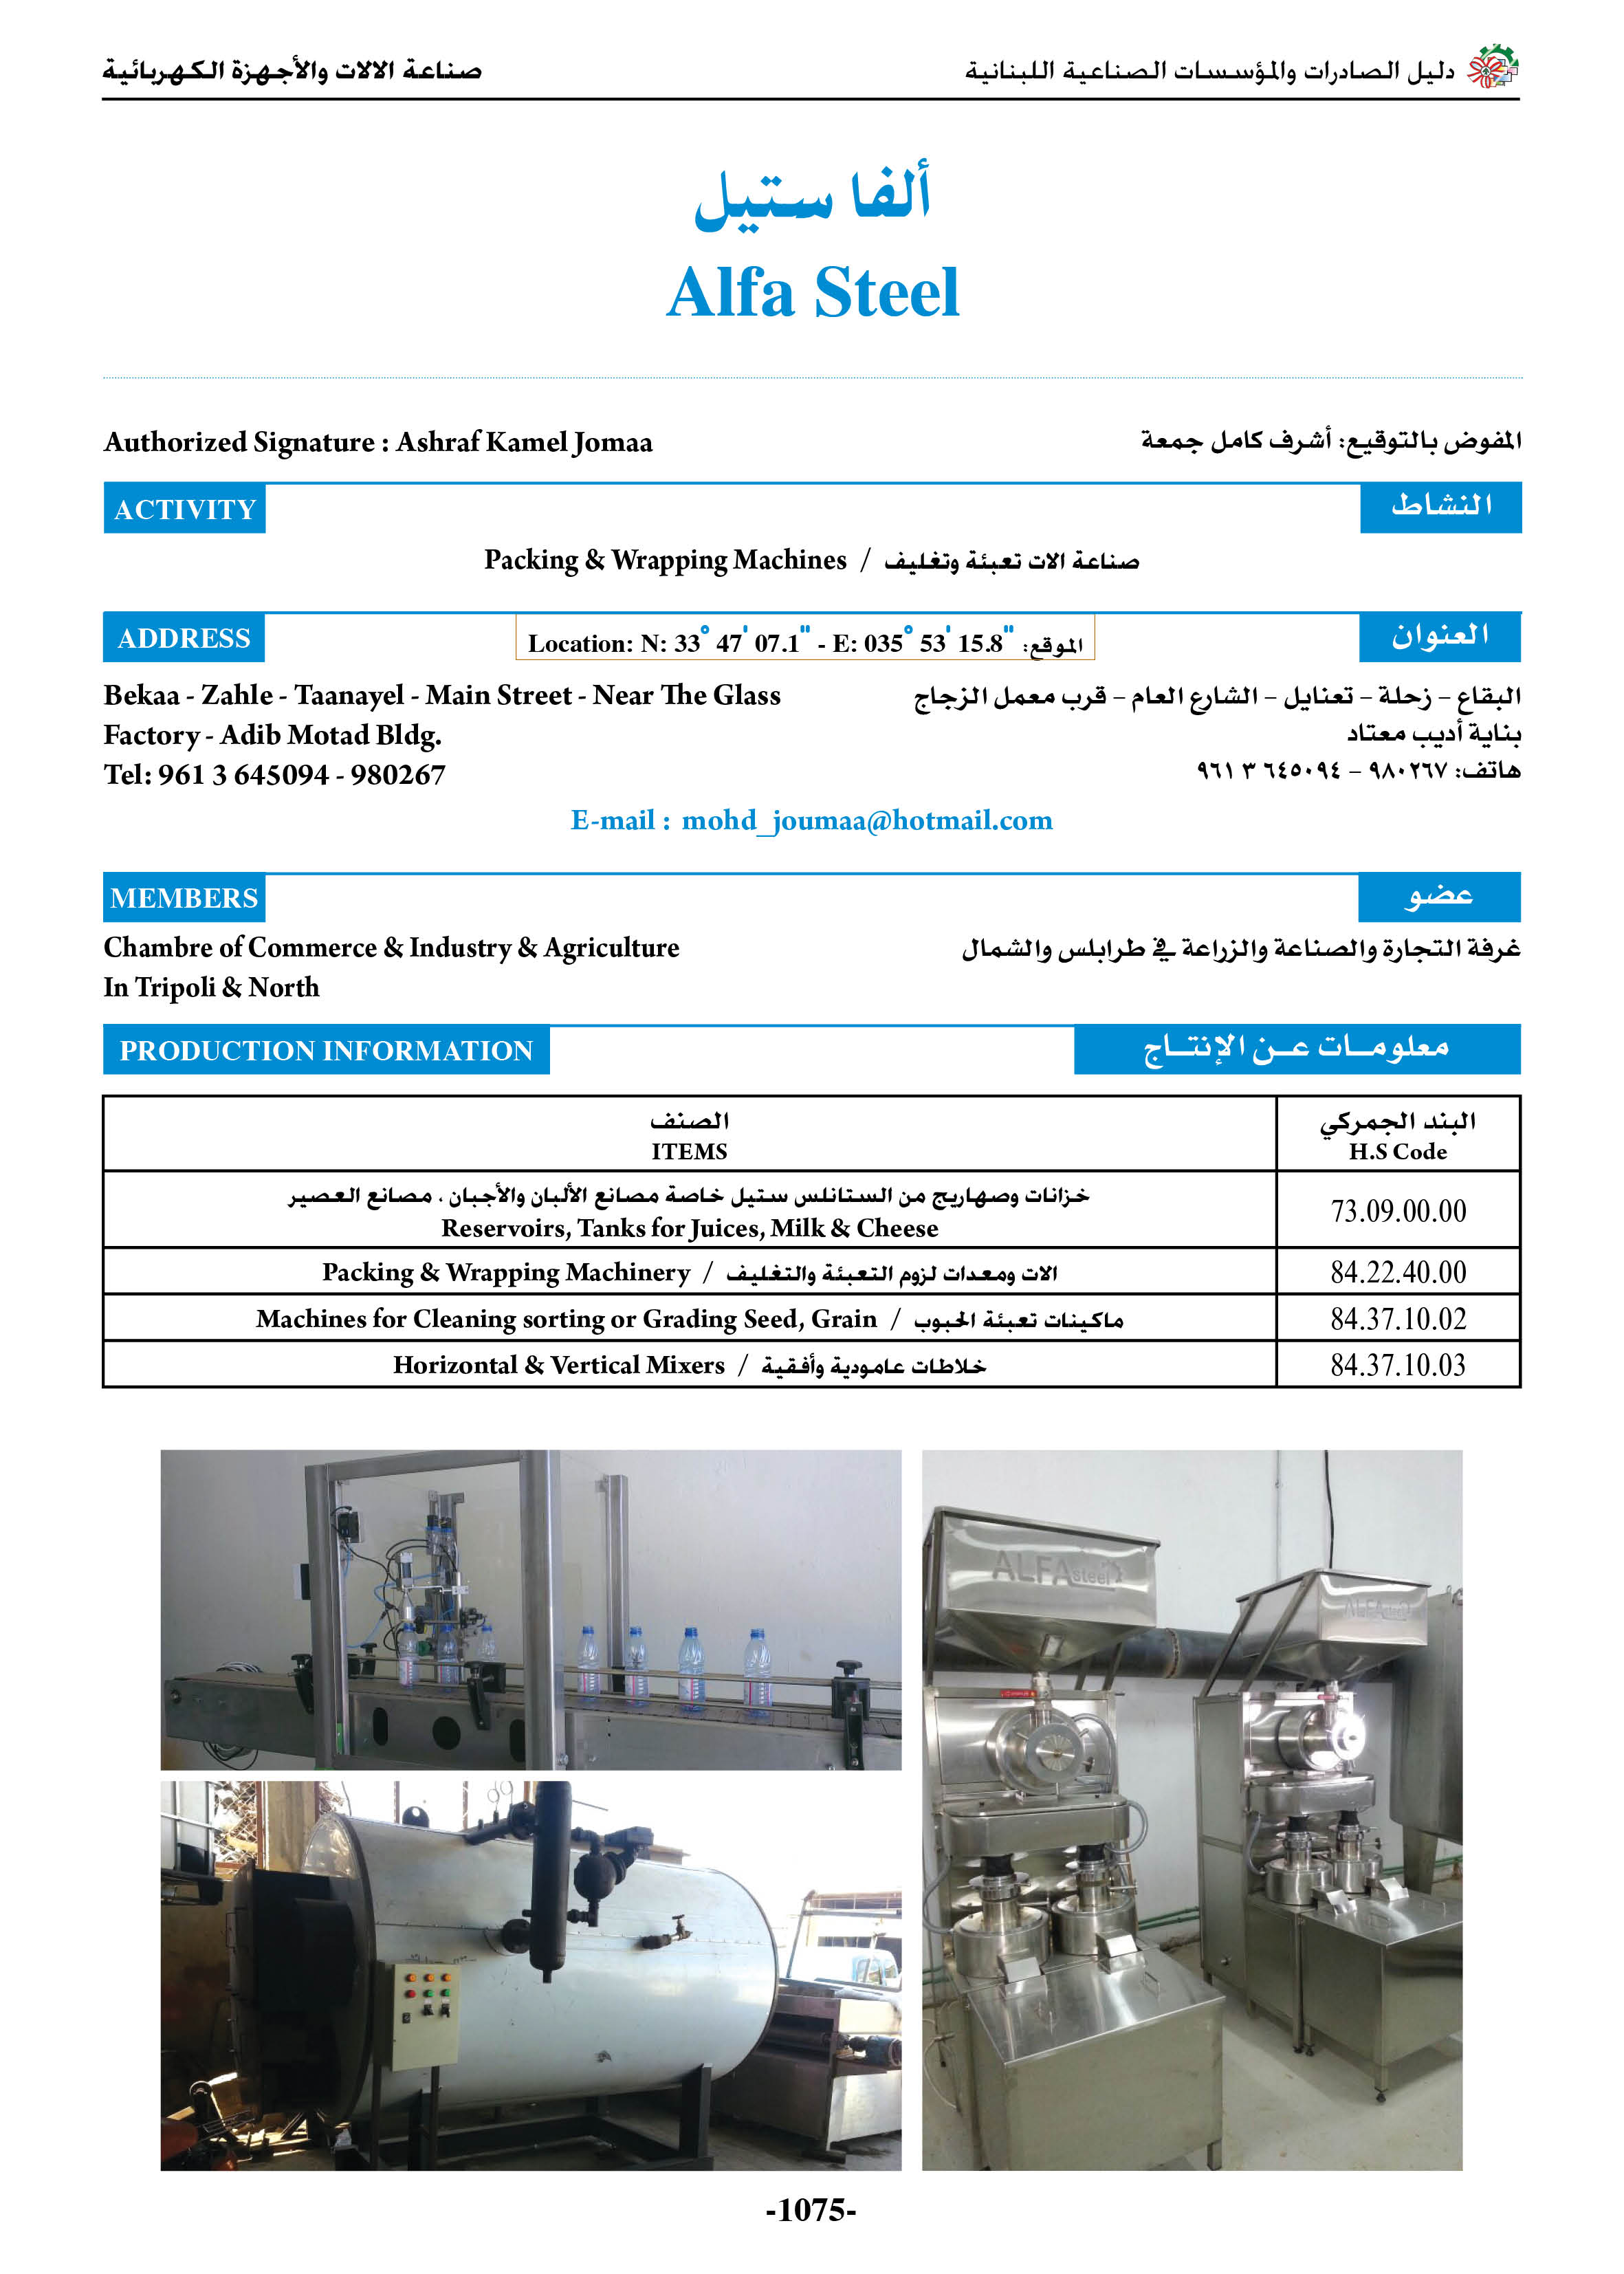 صناعة الالات والأجهزة الكهربائية
دليل الصادرات والمؤسسات الصناعية اللبنانية
ألفا ستيل
Alfa Steel
Authorized Signature : Ashraf Kamel Jomaa
المفوض بالتوقيع: أشرف كامل جمعة
ACTIVITY
النشاط
Packing & Wrapping Machines / صناعة الات تعبئة وتغليف
ADDRESS
Location: N: 33° 47' 07.1" - E: 035° 53' 15.8" الموقع:
العنوان
Bekaa - Zahle - Taanayel - Main Street - Near The Glass
Factory - Adib Motad Bldg.
Tel: 961 3 645094 - 980267
البقاع – زحلة – تعنايل – الشارع العام – قرب معمل الزجاج
بناية أديب معتاد
هاتف: ٩٨٠٢٦٧ – ٦٤٥٠٩٤ ٣ ٩٦١
E-mail : mohd_joumaa@hotmail.com
MEMBERS
عضو
Chambre of Commerce & Industry & Agriculture
In Tripoli & North
غرفة التجارة والصناعة والزراعة في طرابلس والشمال
PRODUCTION INFORMATION
معلومـات عـن الإنتـاج
الصنف
ITEMS
البند الجمركي
H.S Code
خزانات وصهاريج من الستانلس ستيل خاصة مصانع الألبان والأجبان ، مصانع العصير
Reservoirs, Tanks for Juices, Milk & Cheese
73.09.00.00
Packing & Wrapping Machinery / الات ومعدات لزوم التعبئة والتغليف
84.22.40.00
Machines for Cleaning sorting or Grading Seed, Grain / ماكينات تعبئة الحبوب
84.37.10.02
Horizontal & Vertical Mixers / خلاطات عامودية وأفقية
84.37.10.03
ALFA steel
ALFA steel
-1075-